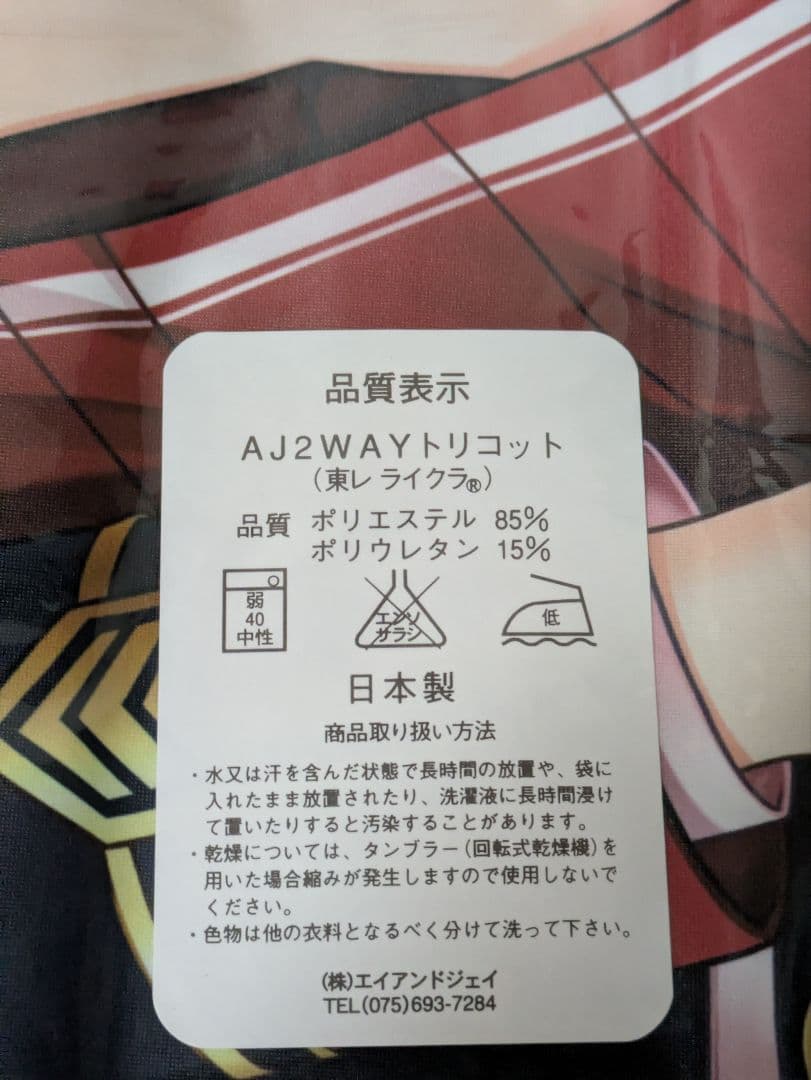 品質表示
AJ2WAYトリコット
(東レ ライクラ®)
品質 ポリエステル 85%
ポリウレタン 15%
弱
40
中性
エンソ
サラシ
低
日本製
商品取り扱い方法
・水又は汗を含んだ状態で長時間の放置や、袋に
入れたまま放置されたり、洗濯液に長時間浸け
て置いたりすると汚染することがあります。
・乾燥については、タンブラー(回転式乾燥機)を
用いた場合縮みが発生しますので使用しないで
ください。
・色物は他の衣料となるべく分けて洗って下さい。
(株)エイアンドジェイ
TEL(075)693-7284